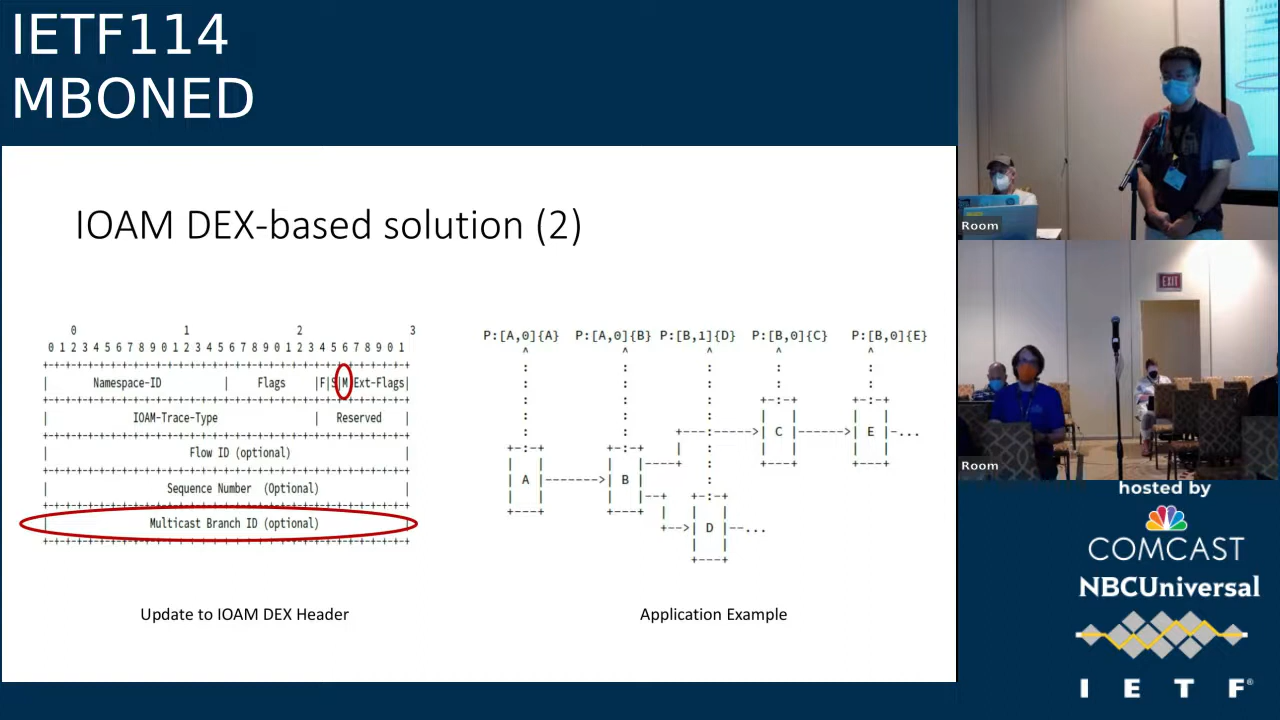 IETF114
MBONED
IOAM DEX-based solution (2)
0 1 2 3
0 1 2 3 4 5 6 7 8 9 0 1 2 3 4 5 6 7 8 9 0 1 2 3 4 5 6 7 8 9 0 1
+-+-+-+-+-+-+-+-+-+-+-+-+-+-+-+-+-+-+-+-+-+-+-+-+-+-+-+-+-+-+-+-+
| Namespace-ID | Flags |F|S|M|Ext-Flags|
+-+-+-+-+-+-+-+-+-+-+-+-+-+-+-+-+-+-+-+-+-+-+-+-+-+-+-+-+-+-+-+-+
| IOAM-Trace-Type | Reserved |
+-+-+-+-+-+-+-+-+-+-+-+-+-+-+-+-+-+-+-+-+-+-+-+-+-+-+-+-+-+-+-+-+
| Flow ID (optional) |
+-+-+-+-+-+-+-+-+-+-+-+-+-+-+-+-+-+-+-+-+-+-+-+-+-+-+-+-+-+-+-+-+
| Sequence Number (Optional) |
+-+-+-+-+-+-+-+-+-+-+-+-+-+-+-+-+-+-+-+-+-+-+-+-+-+-+-+-+-+-+-+-+
| Multicast Branch ID (optional) |
+-+-+-+-+-+-+-+-+-+-+-+-+-+-+-+-+-+-+-+-+-+-+-+-+-+-+-+-+-+-+-+-+
Update to IOAM DEX Header
P:[A,0]{A} P:[A,0]{B} P:[B,1]{D} P:[B,0]{C} P:[B,0]{E}
C E
A B
D
Application Example
Room
EXIT
Room
hosted by
COMCAST
NBCUniversal
I E T F®